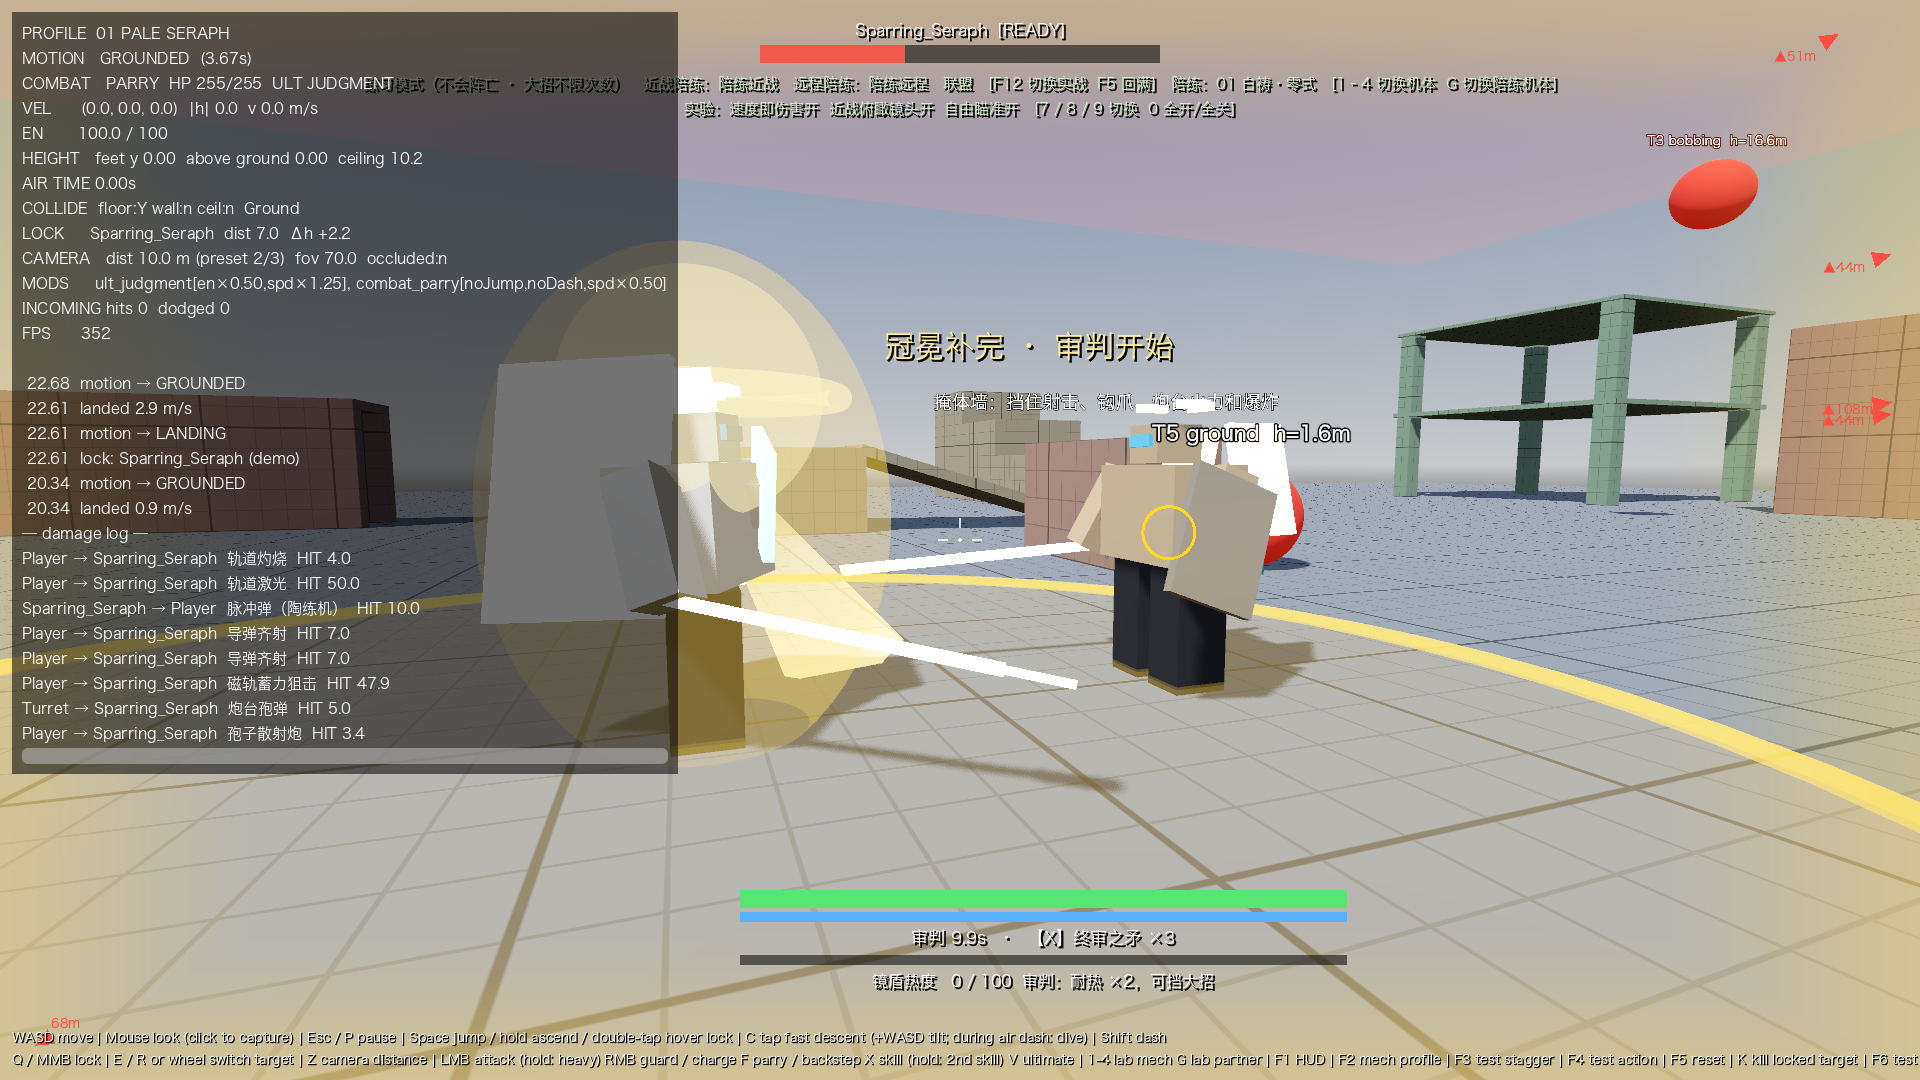 PROFILE 01 PALE SERAPH
MOTION GROUNDED (3.67s)
COMBAT PARRY HP 255/255 ULT JUDGMENT
VEL (0.0, 0.0, 0.0) |h| 0.0 v 0.0 m/s
EN 100.0 / 100
HEIGHT feet y 0.00 above ground 0.00 ceiling 10.2
AIR TIME 0.00s
COLLIDE floor:Y wall:n ceil:n Ground
LOCK Sparring_Seraph dist 7.0 Δh +2.2
CAMERA dist 10.0 m (preset 2/3) fov 70.0 occluded:n
MODS ult_judgment[en×0.50,spd×1.25], combat_parry[noJump,noDash,spd×0.50]
INCOMING hits 0 dodged 0
FPS 352
22.68 motion → GROUNDED
22.61 landed 2.9 m/s
22.61 motion → LANDING
22.61 lock: Sparring_Seraph (demo)
20.34 motion → GROUNDED
20.34 landed 0.9 m/s
— damage log —
Player → Sparring_Seraph 轨道灼烧 HIT 4.0
Player → Sparring_Seraph 轨道激光 HIT 50.0
Sparring_Seraph → Player 脉冲弹（陶练机） HIT 10.0
Player → Sparring_Seraph 导弹齐射 HIT 7.0
Player → Sparring_Seraph 导弹齐射 HIT 7.0
Player → Sparring_Seraph 磁轨蓄力狙击 HIT 47.9
Turret → Sparring_Seraph 炮台孢弹 HIT 5.0
Player → Sparring_Seraph 孢子散射炮 HIT 3.4
Sparring_Seraph [READY]
模式（不会阵亡 · 大招不限次数） 近战陪练：陪练近战 远程陪练：陪练远程 联盟 [F12 切换实战 F5 回满] 陪练：01 白祷·零式 [1-4 切换机体 G 切换陪练机体]
实验：速度即伤害开 近战俯瞰镜头开 自由瞄准开 [7 / 8 / 9 切换 0 全开/全关]
▲51m
T3 bobbing h=16.6m
▲44m
▲108m
▲44m
冠冕补完 · 审判开始
掩体墙：挡住射击、钩爪、炮台火力和爆炸
T5 ground h=1.6m
审判 9.9s · 【X】终审之矛 ×3
镜盾热度 0 / 100 审判：耐热 ×2，可挡大招
68m
WASD move | Mouse look (click to capture) | Esc / P pause | Space jump / hold ascend / double-tap hover lock | C tap fast descent (+WASD tilt; during air dash: dive) | Shift dash
Q / MMB lock | E / R or wheel switch target | Z camera distance | LMB attack (hold: heavy) RMB guard / charge F parry / backstep X skill (hold: 2nd skill) V ultimate | 1-4 lab mech G lab partner | F1 HUD | F2 mech profile | F3 test stagger | F4 test action | F5 reset | K kill locked target | F6 test